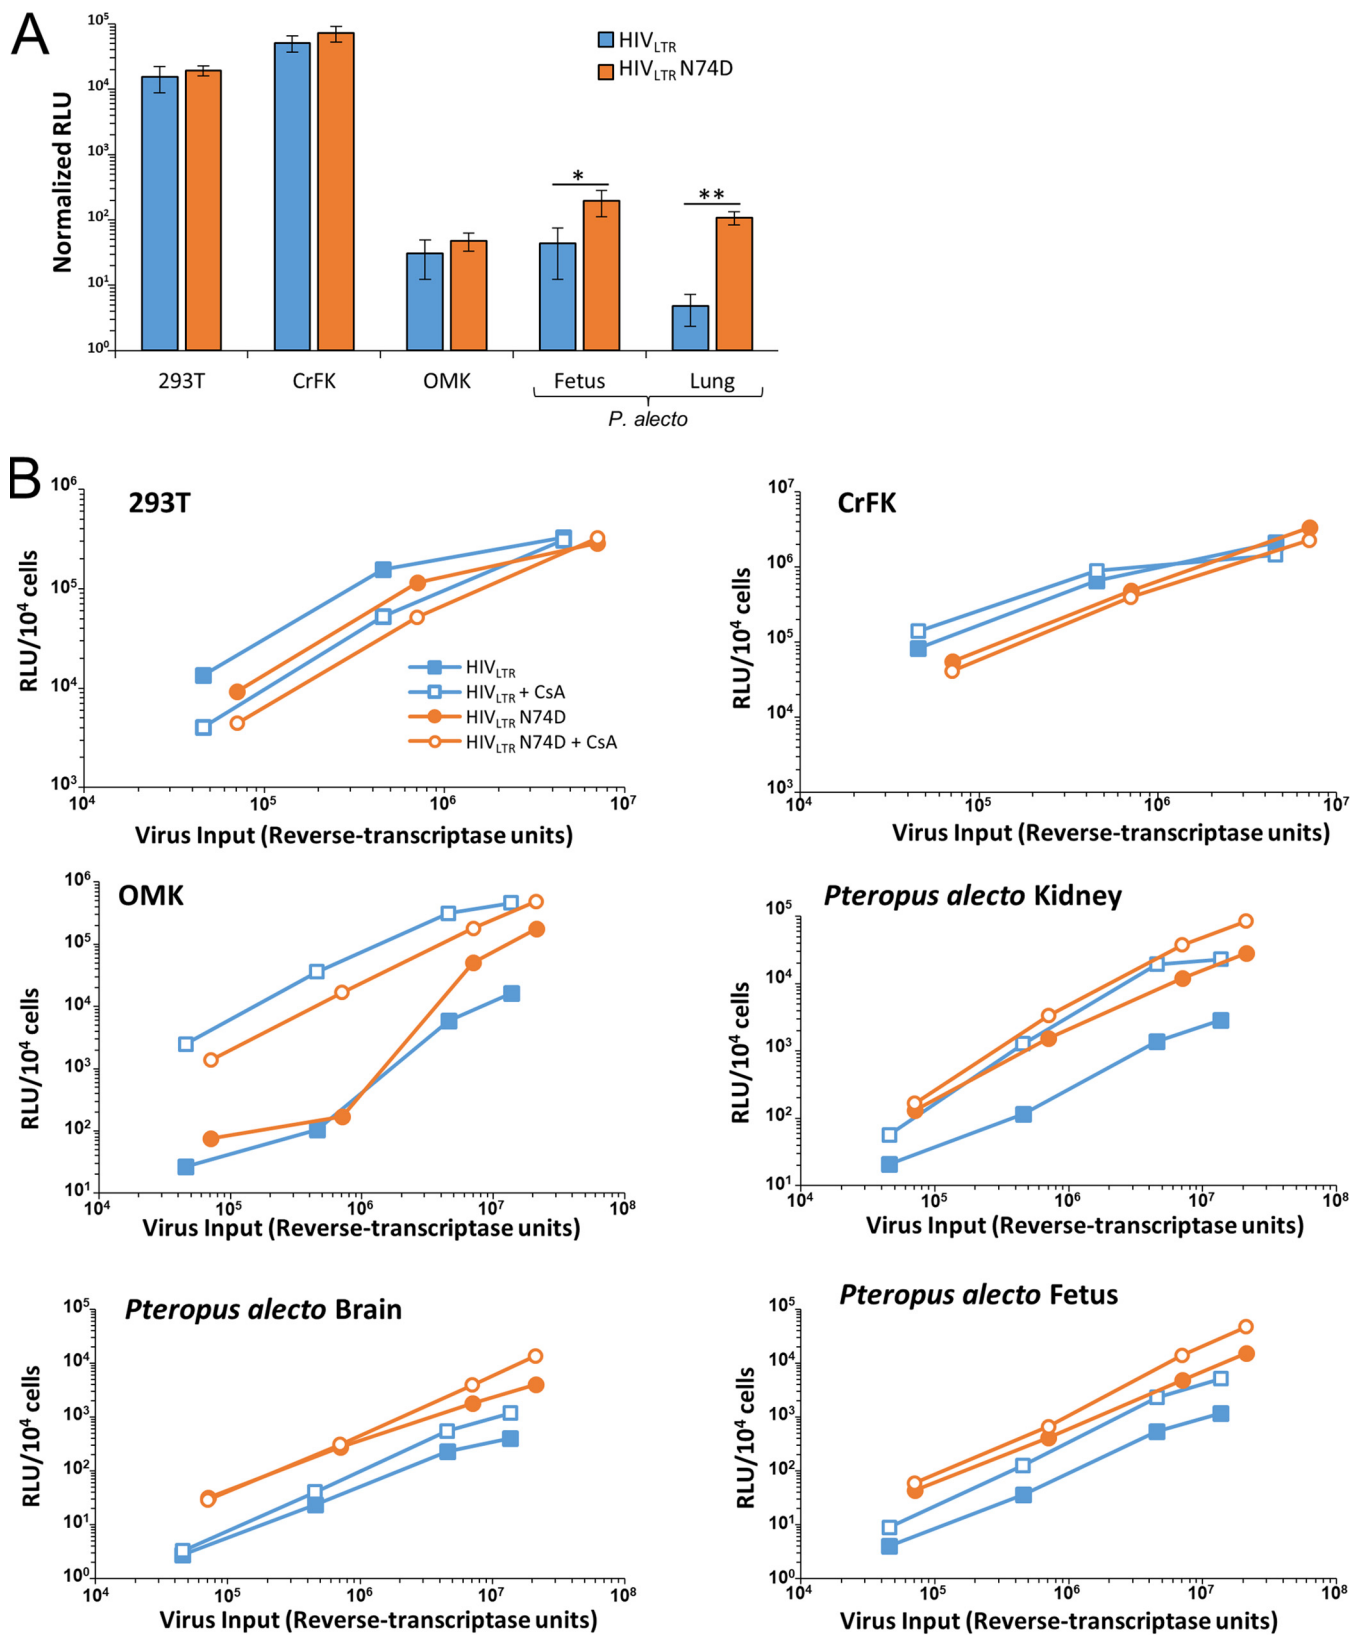 A
10⁵
10⁴
10³
10²
10¹
10⁰
Normalized RLU
HIV_LTR
HIV_LTR N74D
*
**
293T CrFK OMK Fetus Lung
P. alecto
B
293T
10⁶
10⁵
10⁴
10³
RLU/10⁴ cells
HIV_LTR
HIV_LTR + CsA
HIV_LTR N74D
HIV_LTR N74D + CsA
10⁴ 10⁵ 10⁶ 10⁷
Virus Input (Reverse-transcriptase units)
CrFK
10⁷
10⁶
10⁵
10⁴
10³
RLU/10⁴ cells
10⁴ 10⁵ 10⁶ 10⁷
Virus Input (Reverse-transcriptase units)
OMK
10⁶
10⁵
10⁴
10³
10²
10¹
RLU/10⁴ cells
10⁴ 10⁵ 10⁶ 10⁷ 10⁸
Virus Input (Reverse-transcriptase units)
Pteropus alecto Kidney
10⁵
10⁴
10³
10²
10¹
RLU/10⁴ cells
10⁴ 10⁵ 10⁶ 10⁷ 10⁸
Virus Input (Reverse-transcriptase units)
Pteropus alecto Brain
10⁵
10⁴
10³
10²
10¹
10⁰
RLU/10⁴ cells
10⁴ 10⁵ 10⁶ 10⁷ 10⁸
Virus Input (Reverse-transcriptase units)
Pteropus alecto Fetus
10⁵
10⁴
10³
10²
10¹
10⁰
RLU/10⁴ cells
10⁴ 10⁵ 10⁶ 10⁷ 10⁸
Virus Input (Reverse-transcriptase units)